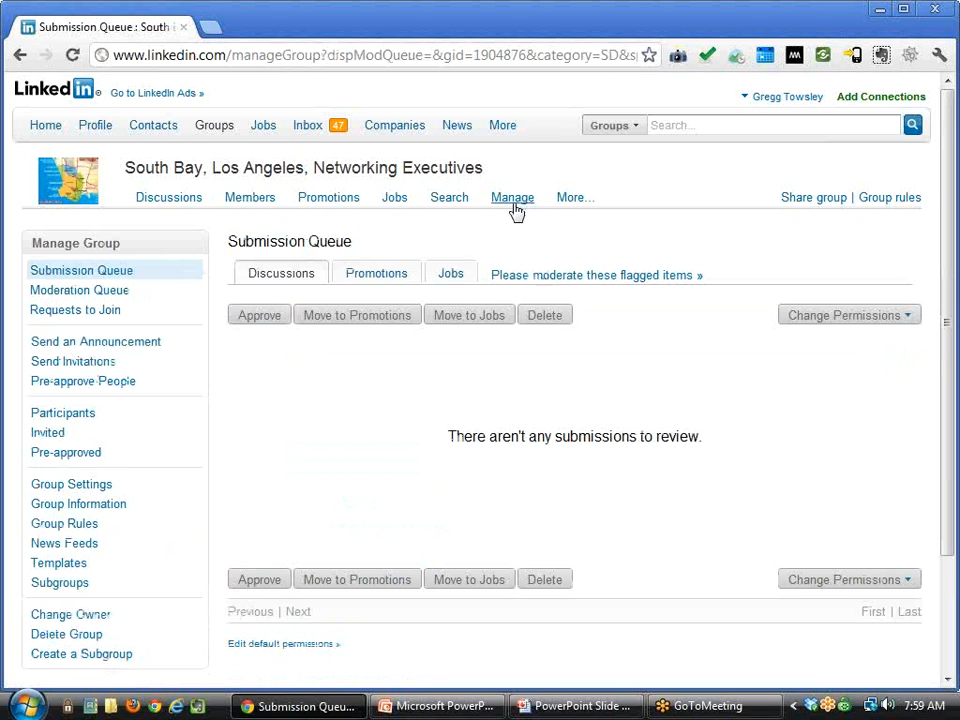 Submission Queue : South
www.linkedin.com/manageGroup?dispModQueue=&gid=1904876&category=SD&s
Linked in Go to LinkedIn Ads »
Gregg Towsley Add Connections
Home Profile Contacts Groups Jobs Inbox 47 Companies News More
Groups Search...
South Bay, Los Angeles, Networking Executives
Discussions Members Promotions Jobs Search Manage More...
Share group | Group rules
Manage Group
Submission Queue
Moderation Queue
Requests to Join
Send an Announcement
Send Invitations
Pre-approve People
Participants
Invited
Pre-approved
Group Settings
Group Information
Group Rules
News Feeds
Templates
Subgroups
Change Owner
Delete Group
Create a Subgroup
Submission Queue
Discussions Promotions Jobs Please moderate these flagged items »
Approve Move to Promotions Move to Jobs Delete Change Permissions
There aren't any submissions to review.
Approve Move to Promotions Move to Jobs Delete Change Permissions
Previous | Next First | Last
Edit default permissions »
Submission Queu... Microsoft PowerP... PowerPoint Slide ... GoToMeeting 7:59 AM